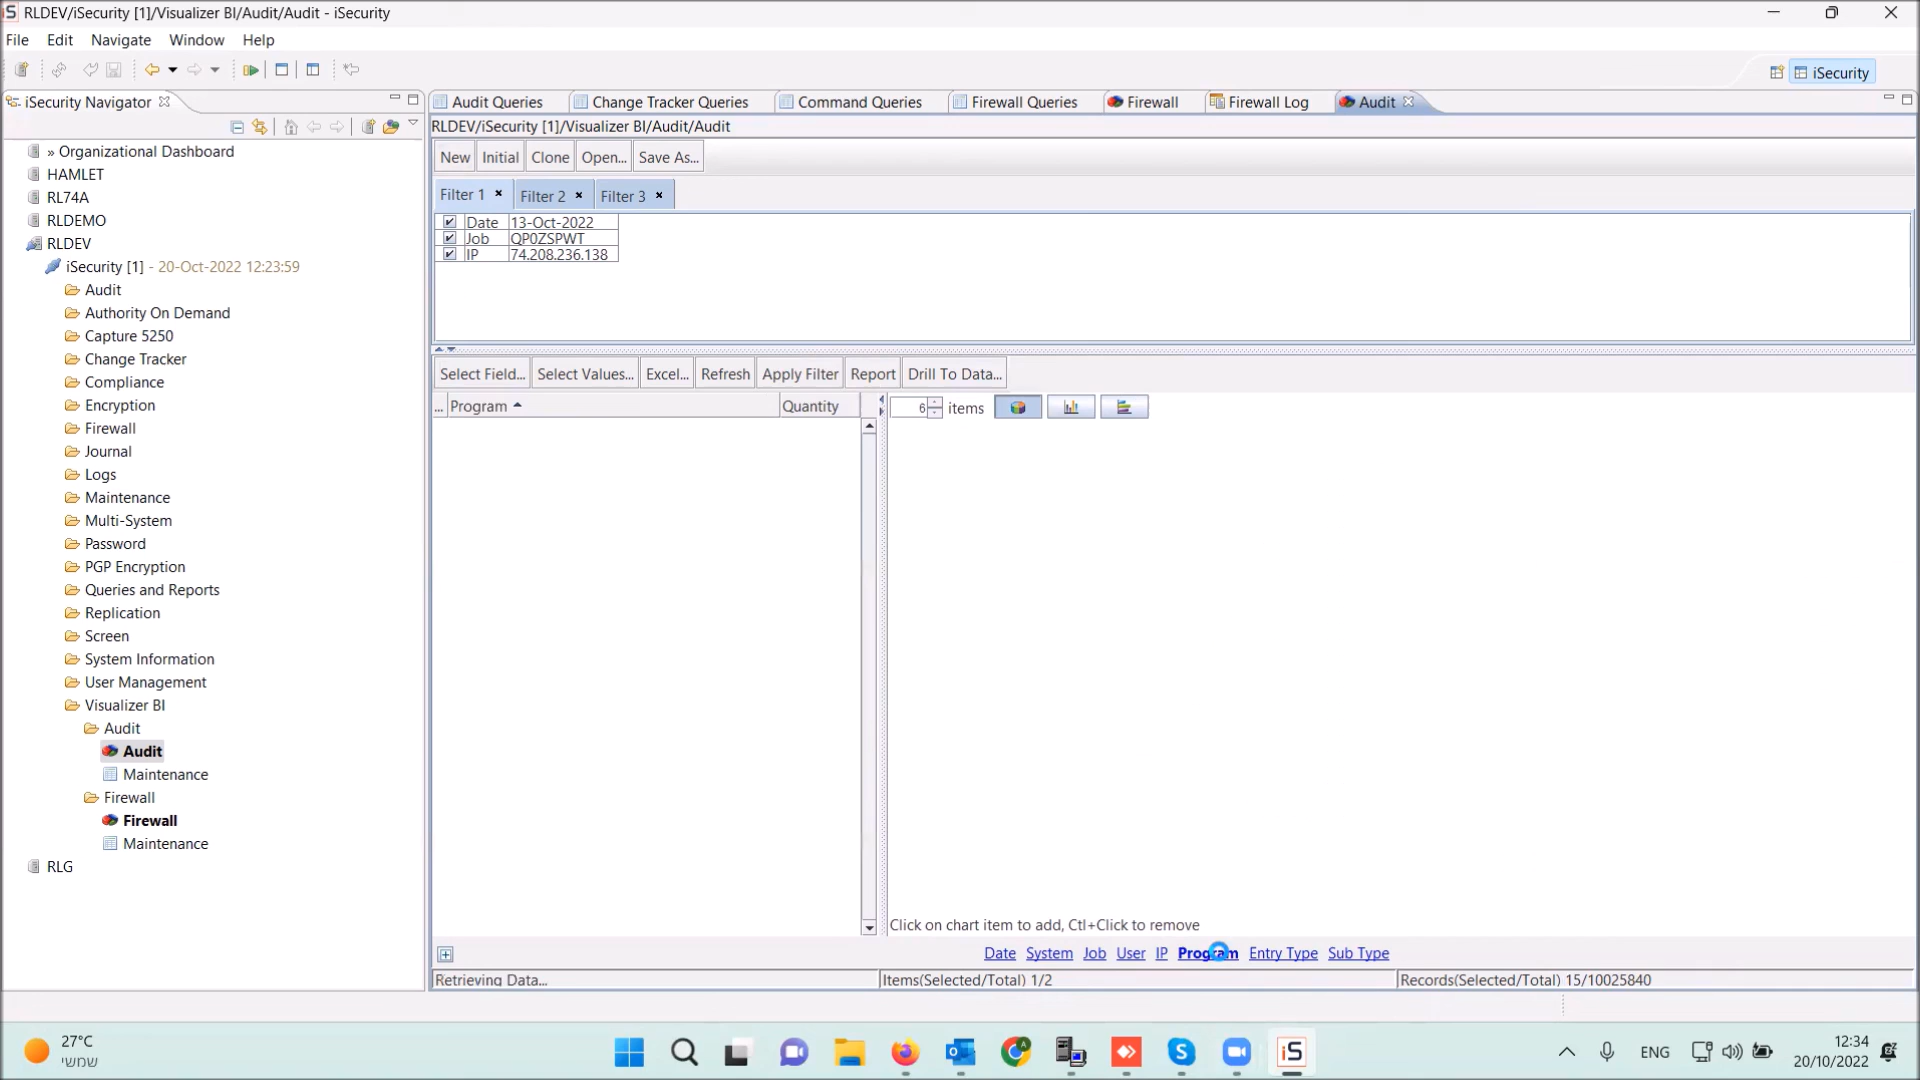 RLDEV/iSecurity [1]/Visualizer BI/Audit/Audit - iSecurity
File Edit Navigate Window Help
iSecurity
iSecurity Navigator
» Organizational Dashboard
HAMLET
RL74A
RLDEMO
RLDEV
iSecurity [1] - 20-Oct-2022 12:23:59
Audit
Authority On Demand
Capture 5250
Change Tracker
Compliance
Encryption
Firewall
Journal
Logs
Maintenance
Multi-System
Password
PGP Encryption
Queries and Reports
Replication
Screen
System Information
User Management
Visualizer BI
Audit
Audit
Maintenance
Firewall
Firewall
Maintenance
RLG
Audit Queries Change Tracker Queries Command Queries Firewall Queries Firewall Firewall Log Audit
RLDEV/iSecurity [1]/Visualizer BI/Audit/Audit
New Initial Clone Open... Save As...
Filter 1 Filter 2 Filter 3
Date 13-Oct-2022
Job QP0ZSPWT
IP 74.208.236.138
Select Field... Select Values... Excel... Refresh Apply Filter Report Drill To Data...
... Program Quantity
6 items
Click on chart item to add, Ctl+Click to remove
Date System Job User IP Program Entry Type Sub Type
Retrieving Data... Items(Selected/Total) 1/2 Records(Selected/Total) 15/10025840
27°C
שמשי
iS
ENG
12:34
20/10/2022